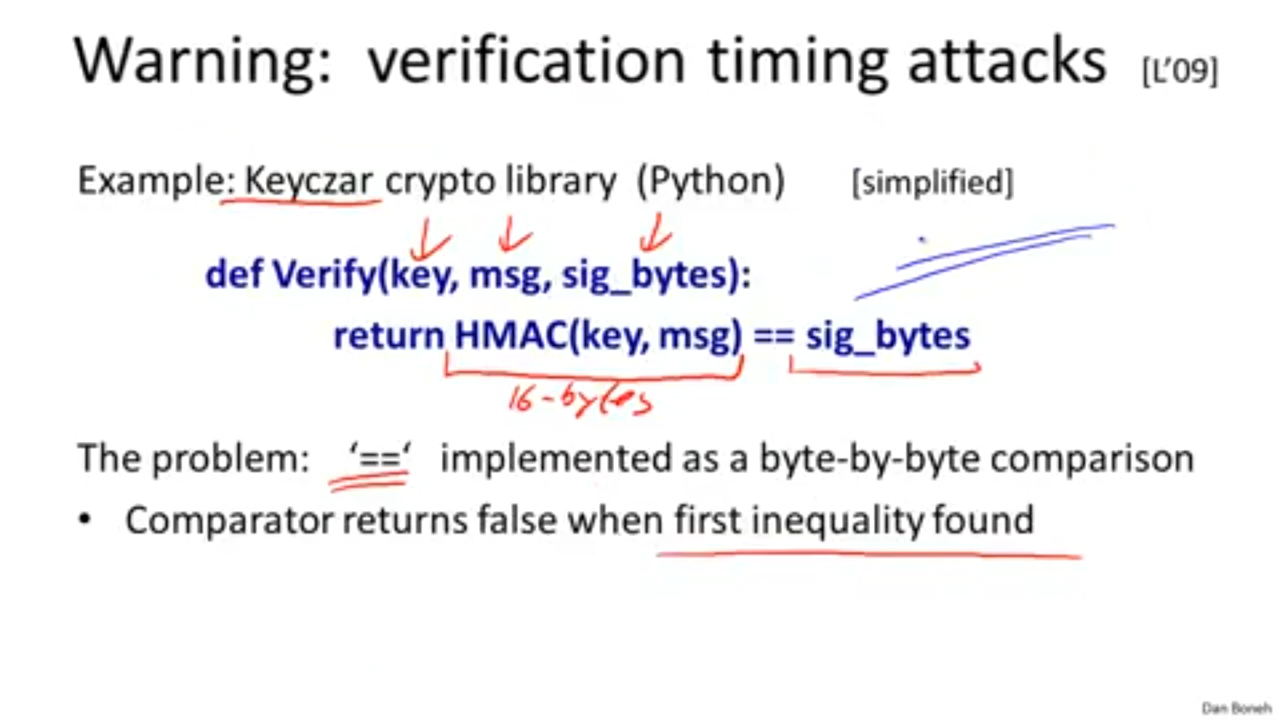 Warning: verification timing attacks [L'09]
Example: Keyczar crypto library (Python) [simplified]
def Verify(key, msg, sig_bytes):
return HMAC(key, msg) == sig_bytes
16-bytes
The problem: ‘==‘ implemented as a byte-by-byte comparison
• Comparator returns false when first inequality found
Dan Boneh